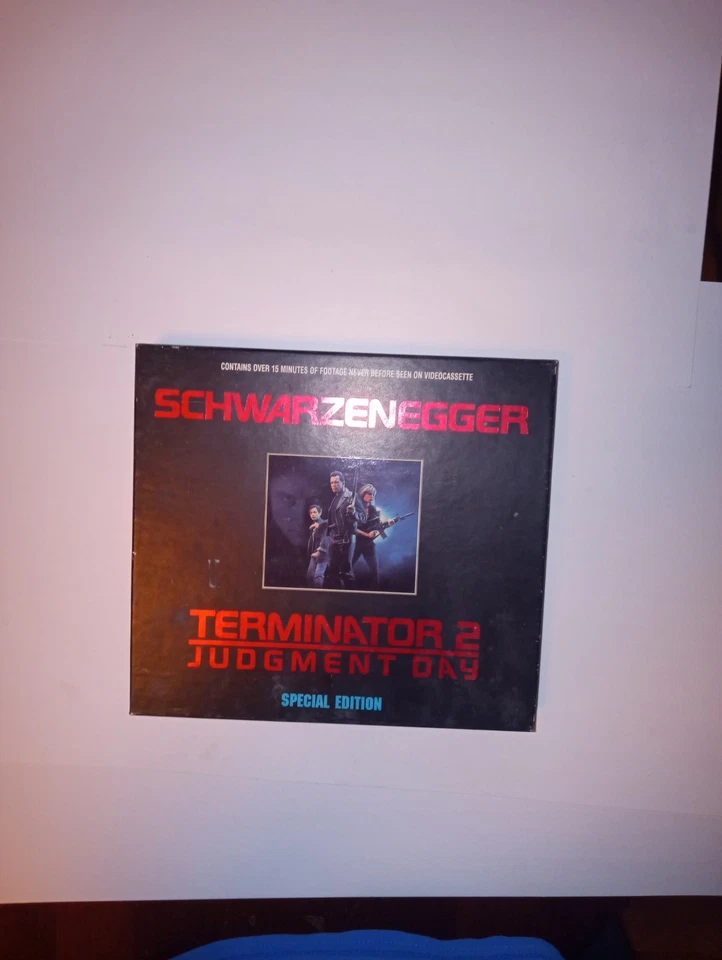 CONTAINS OVER 15 MINUTES OF FOOTAGE NEVER BEFORE SEEN ON VIDEOCASSETTE
SCHWARZENEGGER
TERMINATOR 2
JUDGMENT DAY
SPECIAL EDITION